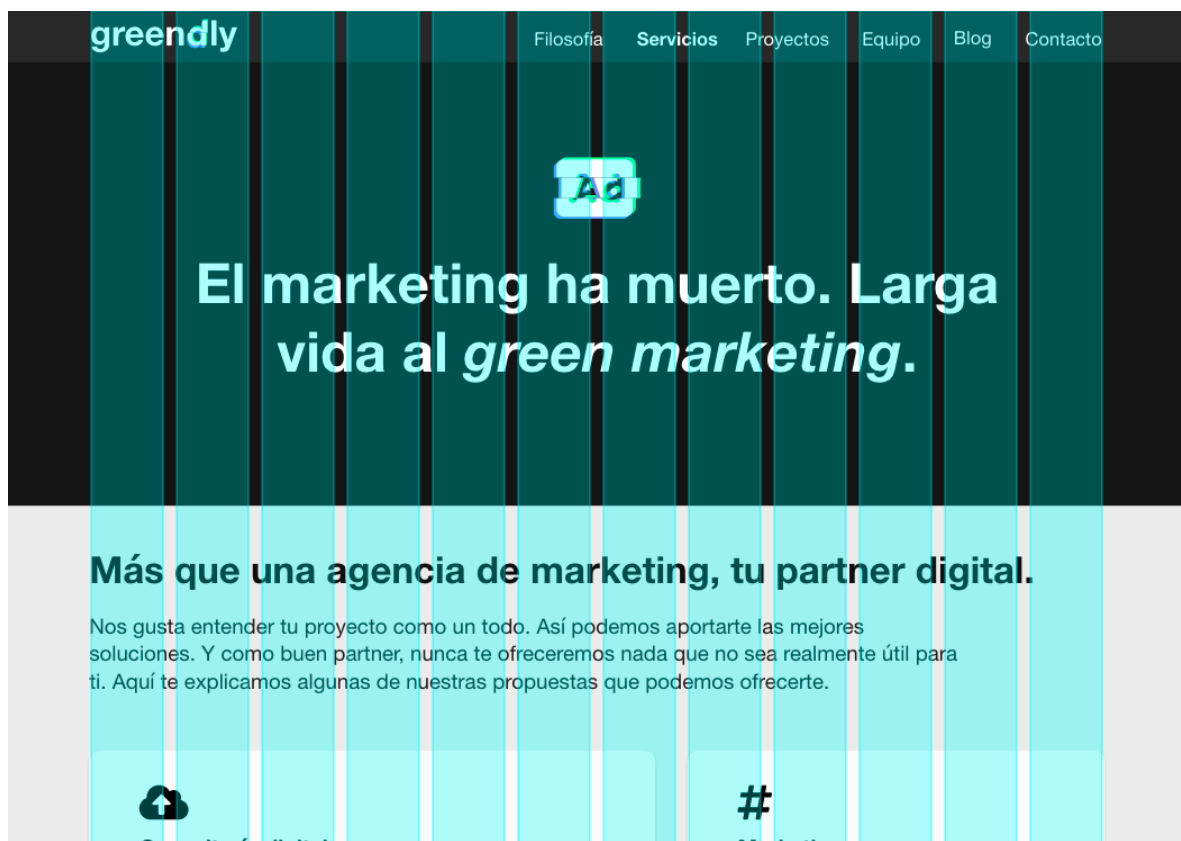 greendly
Filosofía Servicios Proyectos Equipo Blog Contacto
Ad
El marketing ha muerto. Larga
vida al green marketing.
Más que una agencia de marketing, tu partner digital.
Nos gusta entender tu proyecto como un todo. Así podemos aportarte las mejores
soluciones. Y como buen partner, nunca te ofreceremos nada que no sea realmente útil para
ti. Aquí te explicamos algunas de nuestras propuestas que podemos ofrecerte.
#